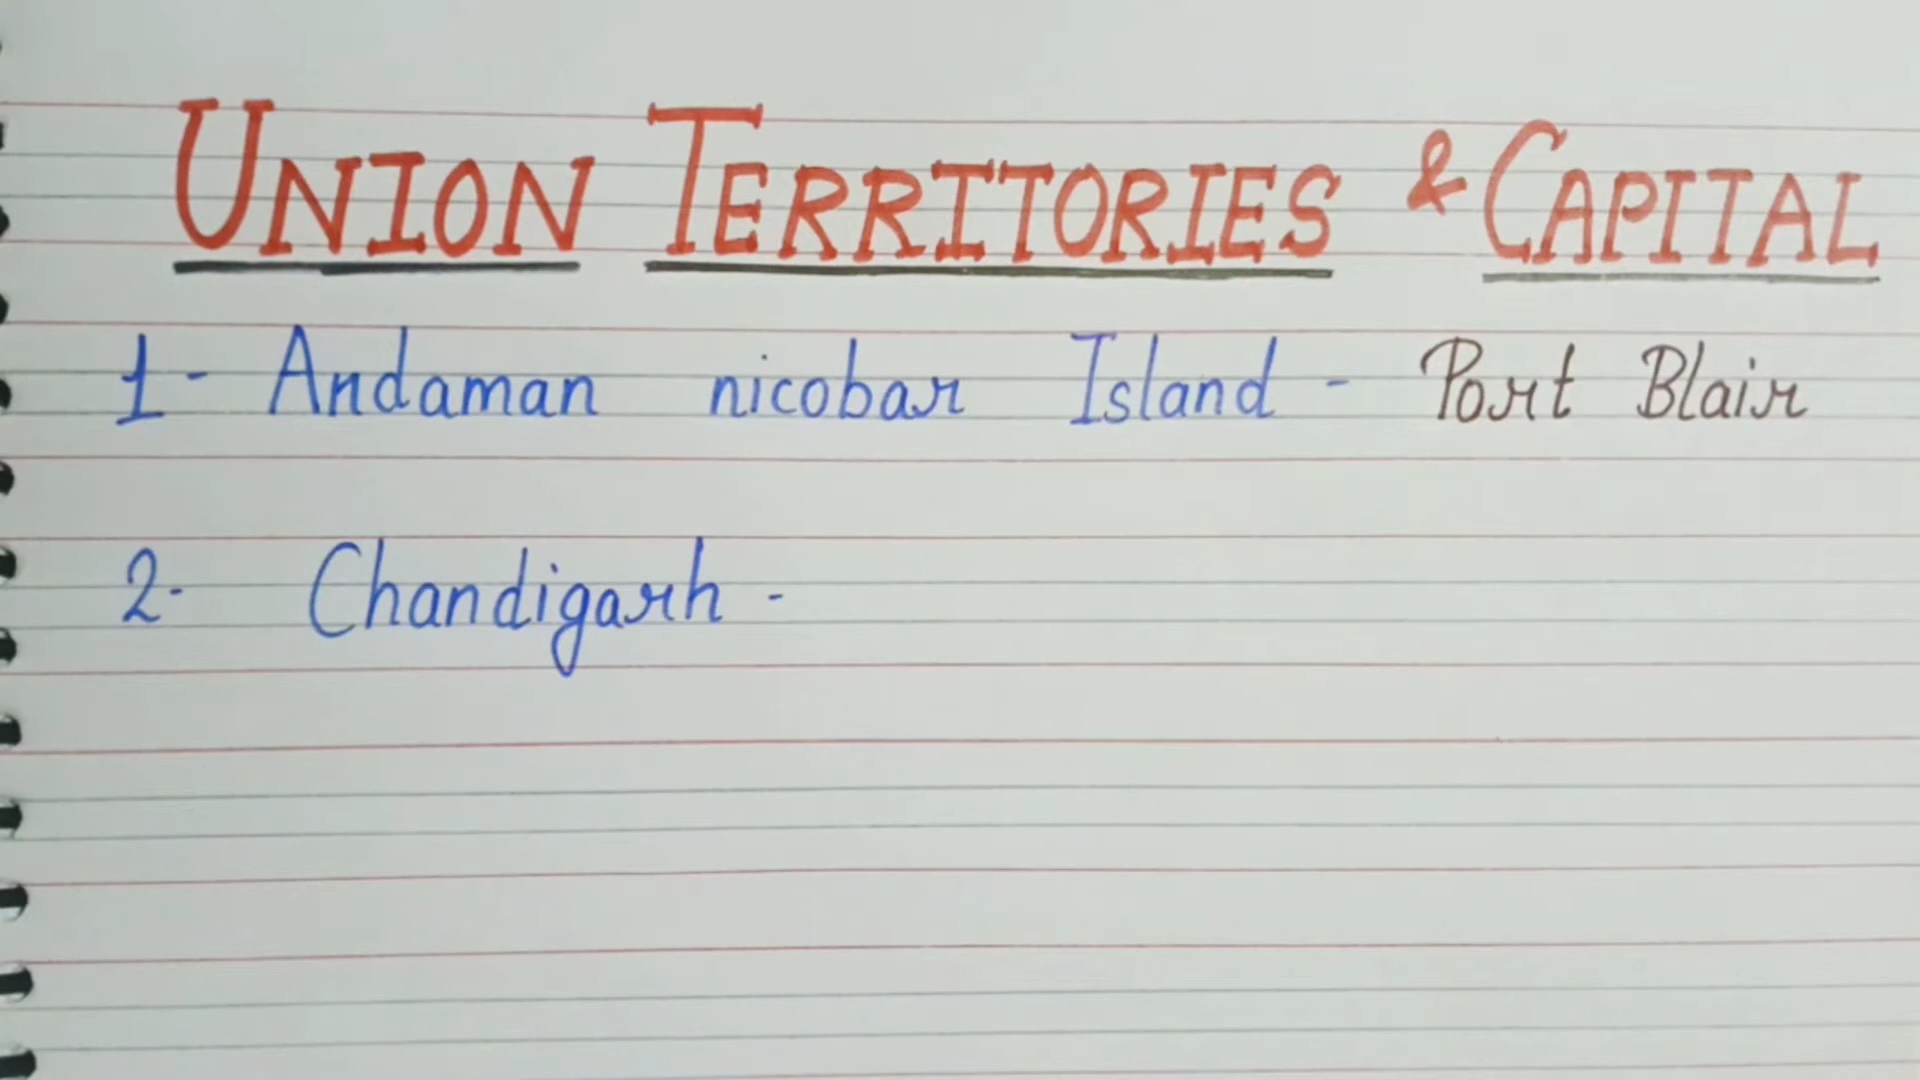 UNION TERRITORIES & CAPITAL
1- Andaman nicobar Island - Port Blair
2- Chandigarh -